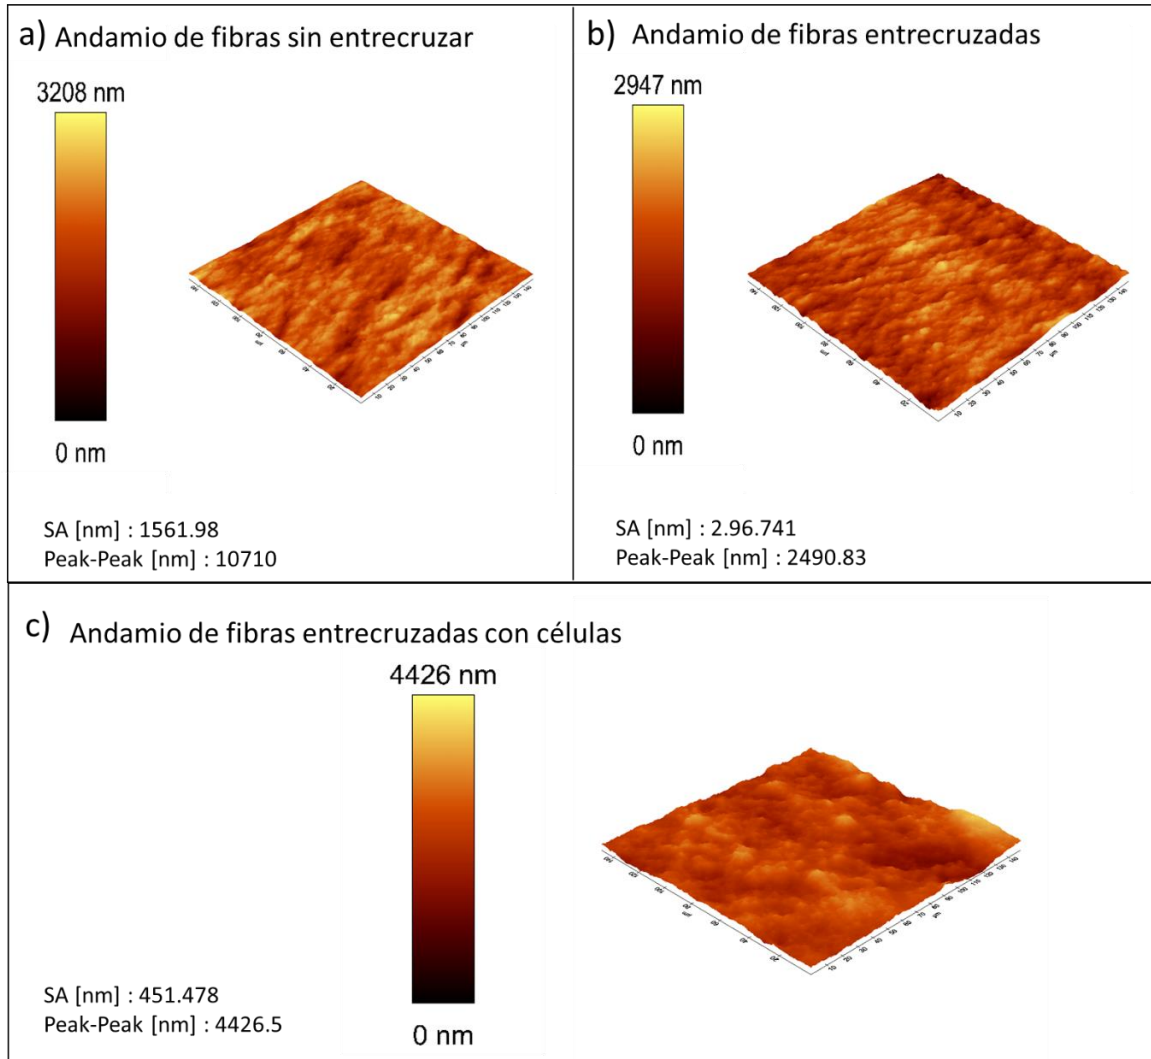 a) Andamio de fibras sin entrecruzar
3208 nm
0 nm
SA [nm] : 1561.98
Peak-Peak [nm] : 10710
b) Andamio de fibras entrecruzadas
2947 nm
0 nm
SA [nm] : 2.96.741
Peak-Peak [nm] : 2490.83
c) Andamio de fibras entrecruzadas con células
4426 nm
0 nm
SA [nm] : 451.478
Peak-Peak [nm] : 4426.5